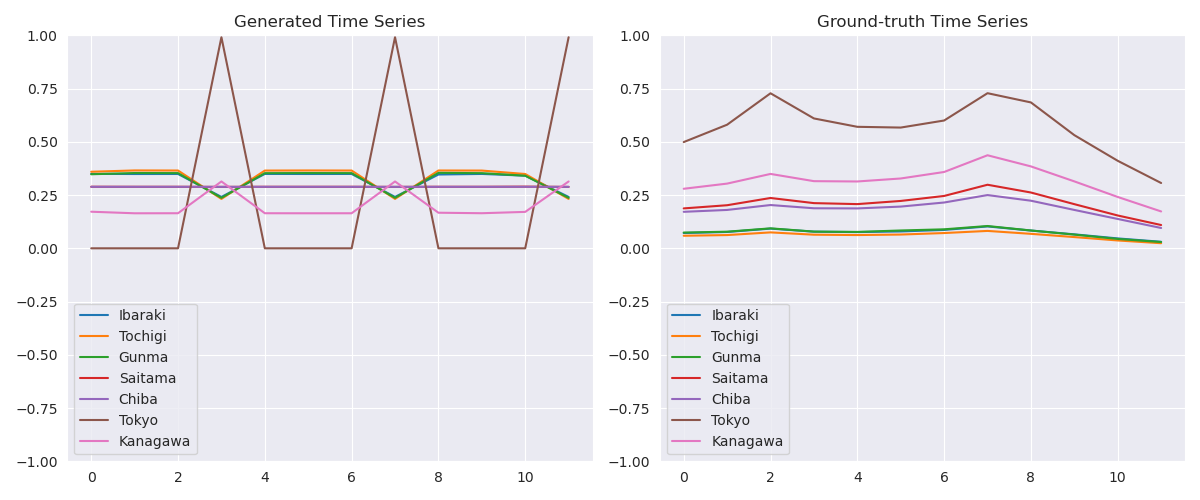 Generated Time Series
1.00
0.75
0.50
0.25
0.00
−0.25
−0.50
−0.75
−1.00
Ibaraki
Tochigi
Gunma
Saitama
Chiba
Tokyo
Kanagawa
0 2 4 6 8 10
Ground-truth Time Series
1.00
0.75
0.50
0.25
0.00
−0.25
−0.50
−0.75
−1.00
Ibaraki
Tochigi
Gunma
Saitama
Chiba
Tokyo
Kanagawa
0 2 4 6 8 10